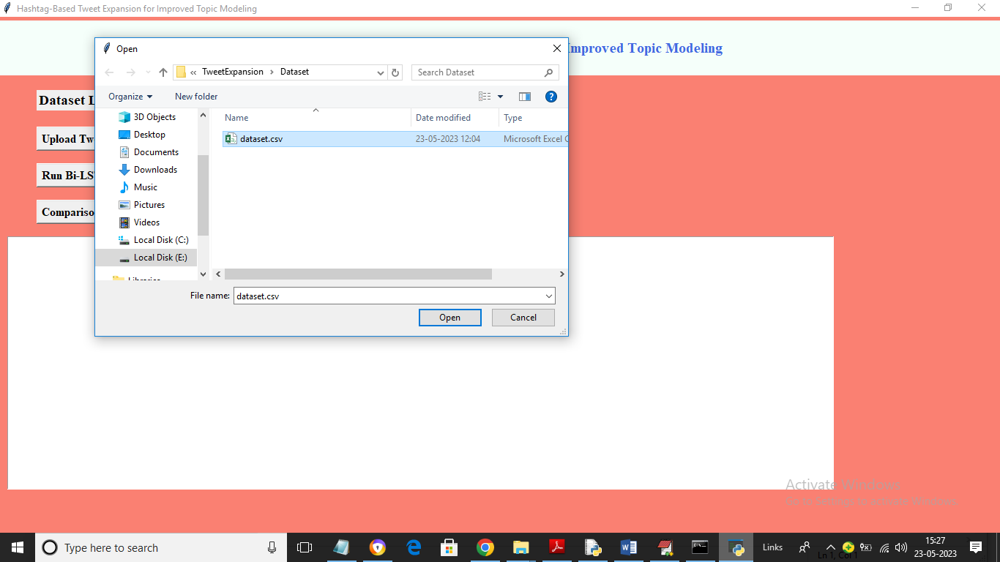 Hashtag-Based Tweet Expansion for Improved Topic Modeling
Improved Topic Modeling
Open
« TweetExpansion › Dataset
Search Dataset
Organize
New folder
Name
Date modified
Type
dataset.csv
23-05-2023 12:04
Microsoft Excel C
3D Objects
Desktop
Documents
Downloads
Music
Pictures
Videos
Local Disk (C:)
Local Disk (E:)
Libraries
File name:
dataset.csv
Open
Cancel
Dataset L
Upload Tw
Run Bi-LS
Compariso
Activate Windows
Go to Settings to activate Windows.
Type here to search
Links
Ln 1, Col 1
15:27
23-05-2023